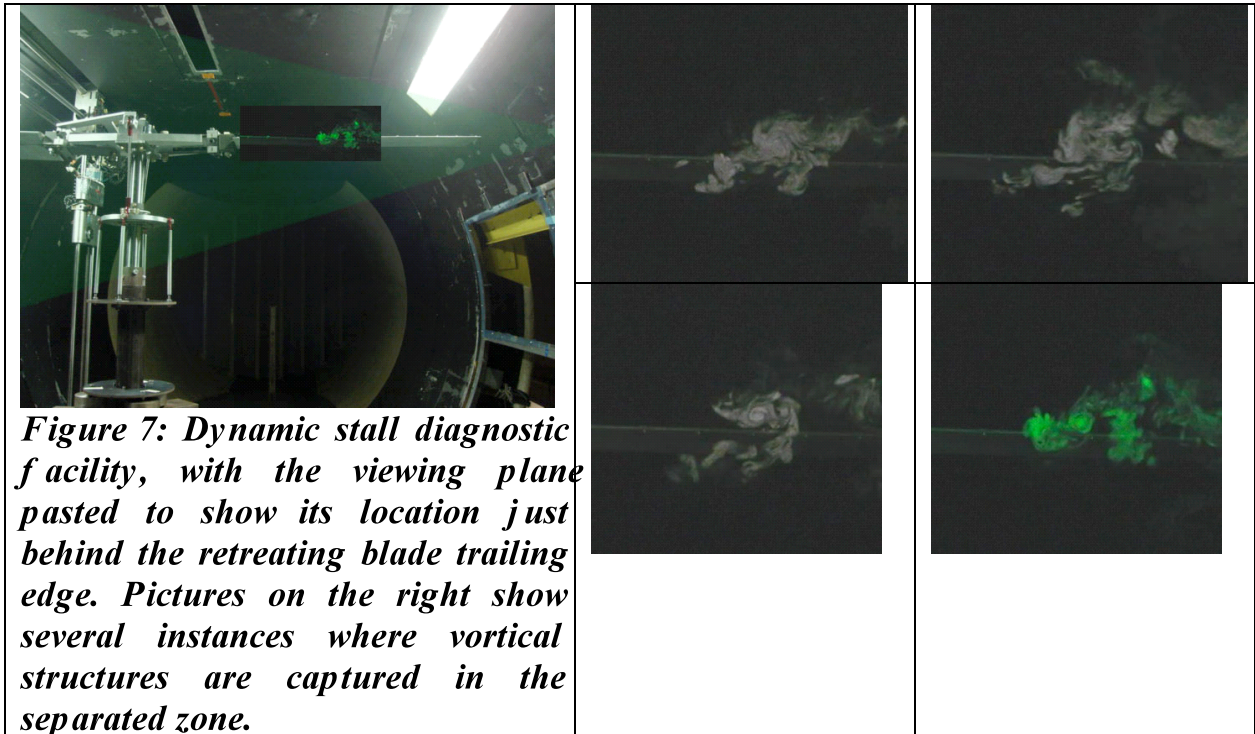 Figure 7: Dynamic stall diagnostic
facility, with the viewing plane
pasted to show its location just
behind the retreating blade trailing
edge. Pictures on the right show
several instances where vortical
structures are captured in the
separated zone.